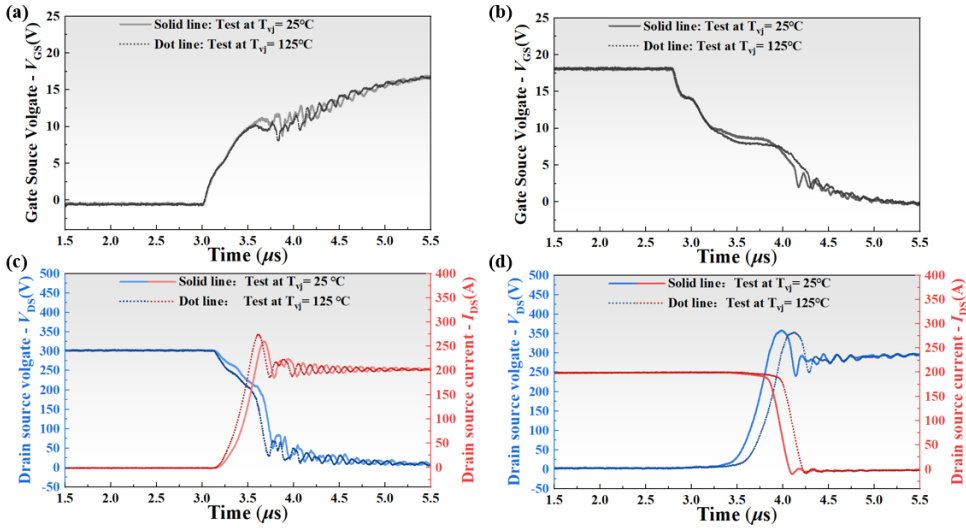 (a)
Solid line: Test at Tvj= 25°C
Dot line: Test at Tvj= 125°C
Gate Souce Volgate - VGS(V)
20
15
10
5
0
1.5 2.0 2.5 3.0 3.5 4.0 4.5 5.0 5.5
Time (μs)
(b)
Solid line: Test at Tvj= 25°C
Dot line: Test at Tvj= 125°C
Gate Souce Volgate - VGS(V)
20
15
10
5
0
1.5 2.0 2.5 3.0 3.5 4.0 4.5 5.0 5.5
Time (μs)
(c)
Solid line: Test at Tvj= 25 °C
Dot line: Test at Tvj= 125 °C
Drain source volgate - VDS(V)
500
450
400
350
300
250
200
150
100
50
0
-50
Drain source current - IDS(A)
400
350
300
250
200
150
100
50
0
1.5 2.0 2.5 3.0 3.5 4.0 4.5 5.0 5.5
Time (μs)
(d)
Solid line: Test at Tvj= 25°C
Dot line: Test at Tvj= 125°C
Drain source volgate - VDS(V)
500
450
400
350
300
250
200
150
100
50
0
-50
Drain source current - IDS(A)
400
350
300
250
200
150
100
50
0
1.5 2.0 2.5 3.0 3.5 4.0 4.5 5.0 5.5
Time (μs)